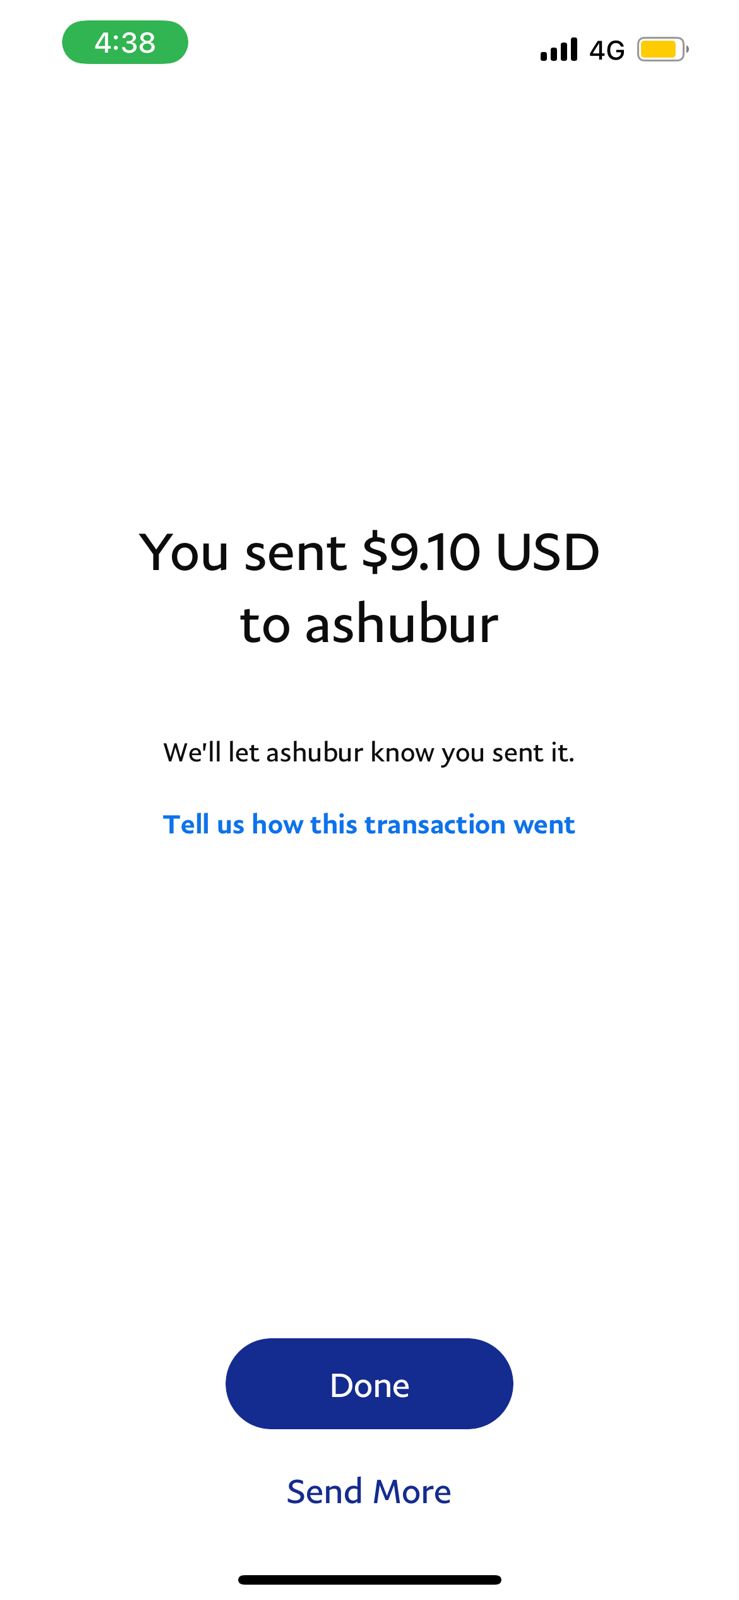 4:38
4G
You sent $9.10 USD
to ashubur
We'll let ashubur know you sent it.
Tell us how this transaction went
Done
Send More